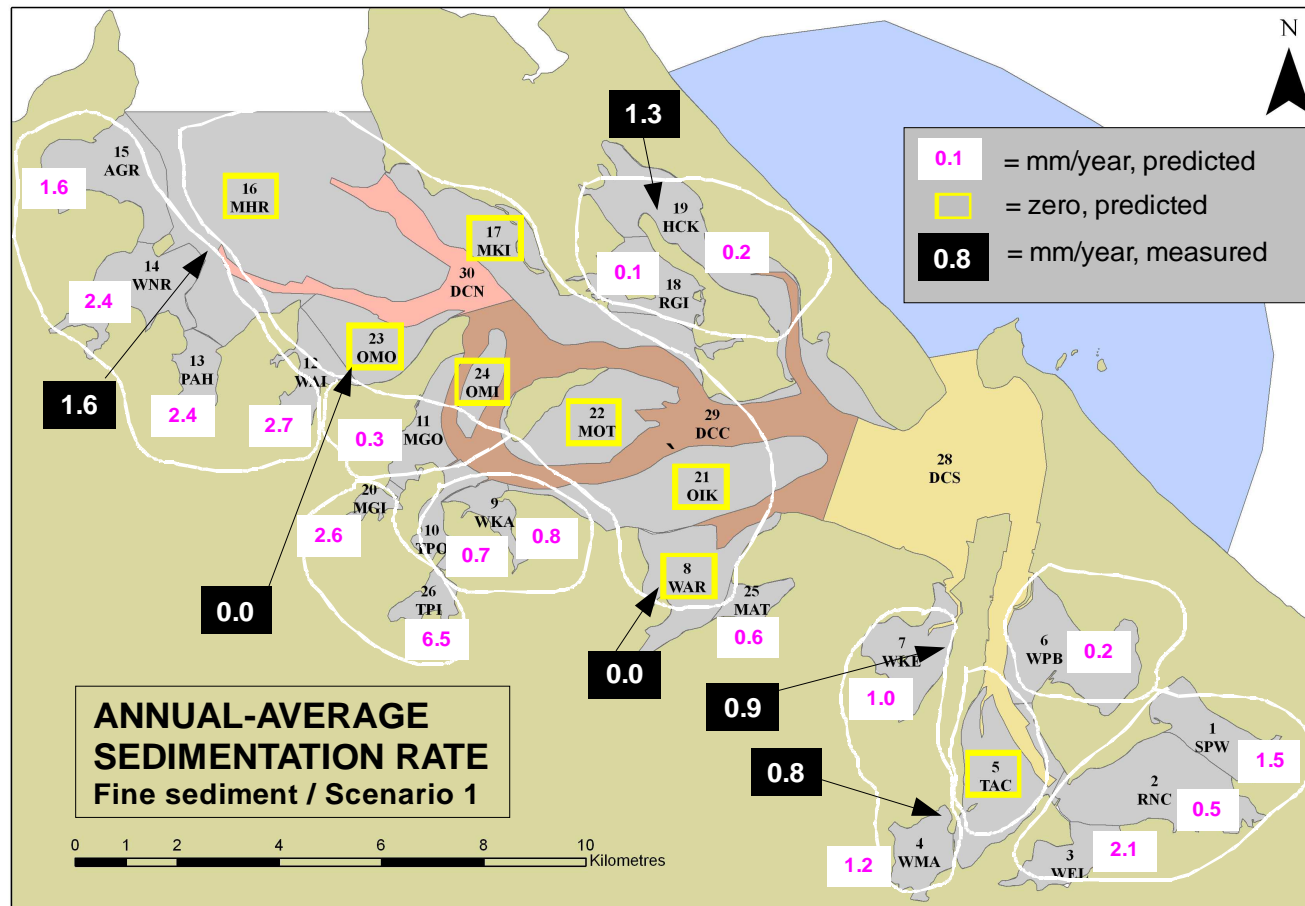 N
1.3
0.1 = mm/year, predicted
= zero, predicted
0.8 = mm/year, measured
15
AGR
1.6
16
MHR
19
HCK
17
MKI
0.2
14
WNR
30
DCN
0.1
18
RGI
2.4
23
OMO
13
PAH
12
WAI
24
OMI
1.6
2.4
2.7
0.3
11
MGO
22
MOT
29
DCC
28
DCS
21
OIK
20
MGI
9
WKA
2.6
10
TPO
0.7
0.8
8
WAR
26
TPI
25
MAT
0.0
6.5
0.6
7
WKE
6
WPB
0.2
0.0
1.0
0.9
ANNUAL-AVERAGE
SEDIMENTATION RATE
Fine sediment / Scenario 1
1
SPW
1.5
0.8
5
TAC
2
RNC
0.5
0 1 2 4 6 8 10
Kilometres
4
WMA
1.2
3
WEL
2.1